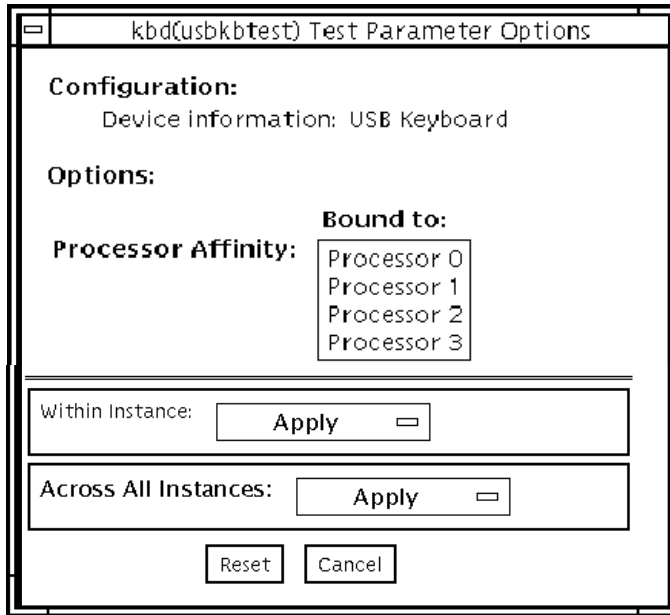 kbd(usbkbtest) Test Parameter Options
Configuration:
Device information: USB Keyboard
Options:
Bound to:
Processor Affinity:
Processor 0
Processor 1
Processor 2
Processor 3
Within Instance: Apply
Across All Instances: Apply
Reset Cancel